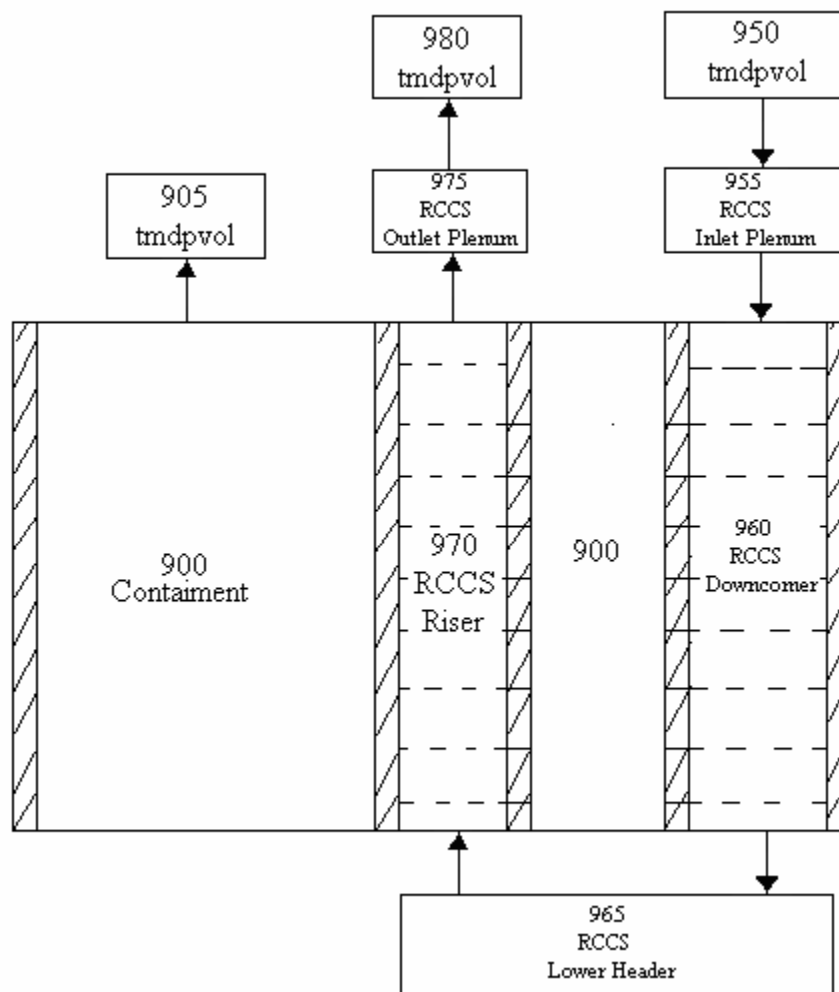 980
tmdpvol
950
tmdpvol
905
tmdpvol
975
RCCS
Outlet Plenum
955
RCCS
Inlet Plenum
900
Contaiment
970
RCCS
Riser
900
960
RCCS
Downcomer
965
RCCS
Lower Header